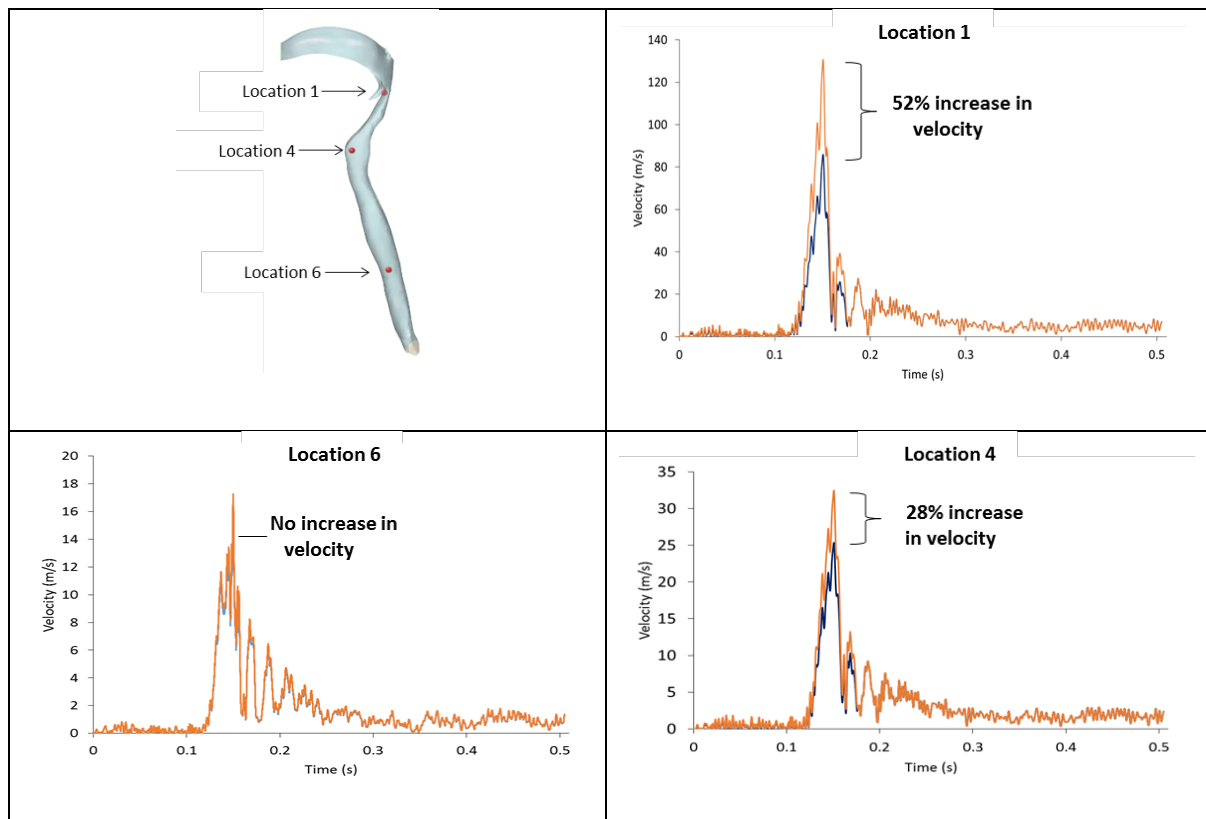 Location 1
Location 4
Location 6
Location 1
140
120
100
80
60
40
20
0
Velocity (m/s)
52% increase in
velocity
0
0.1
0.2
0.3
0.4
0.5
Time (s)
Location 6
20
18
16
14
12
10
8
6
4
2
0
Velocity (m/s)
No increase in
velocity
0
0.1
0.2
0.3
0.4
0.5
Time (s)
Location 4
35
30
25
20
15
10
5
0
Velocity (m/s)
28% increase
in velocity
0
0.1
0.2
0.3
0.4
0.5
Time (s)